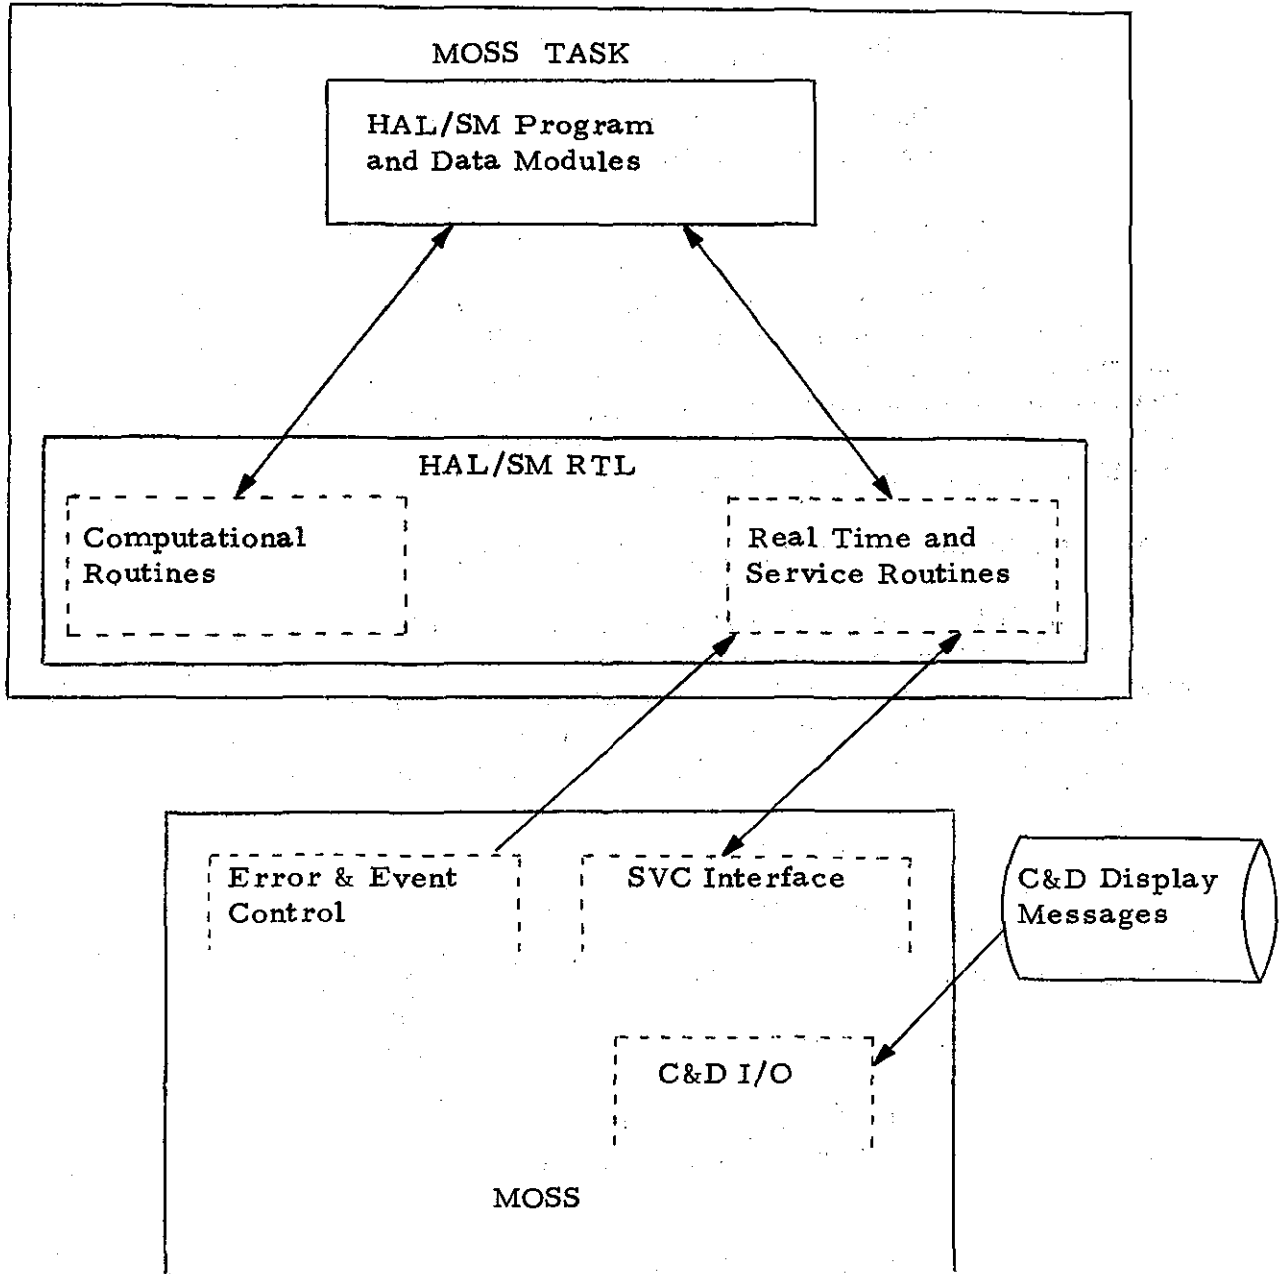 MOSS TASK
HAL/SM Program
and Data Modules
HAL/SM RTL
Computational
Routines
Real Time and
Service Routines
Error & Event
Control
SVC Interface
C&D Display
Messages
C&D I/O
MOSS